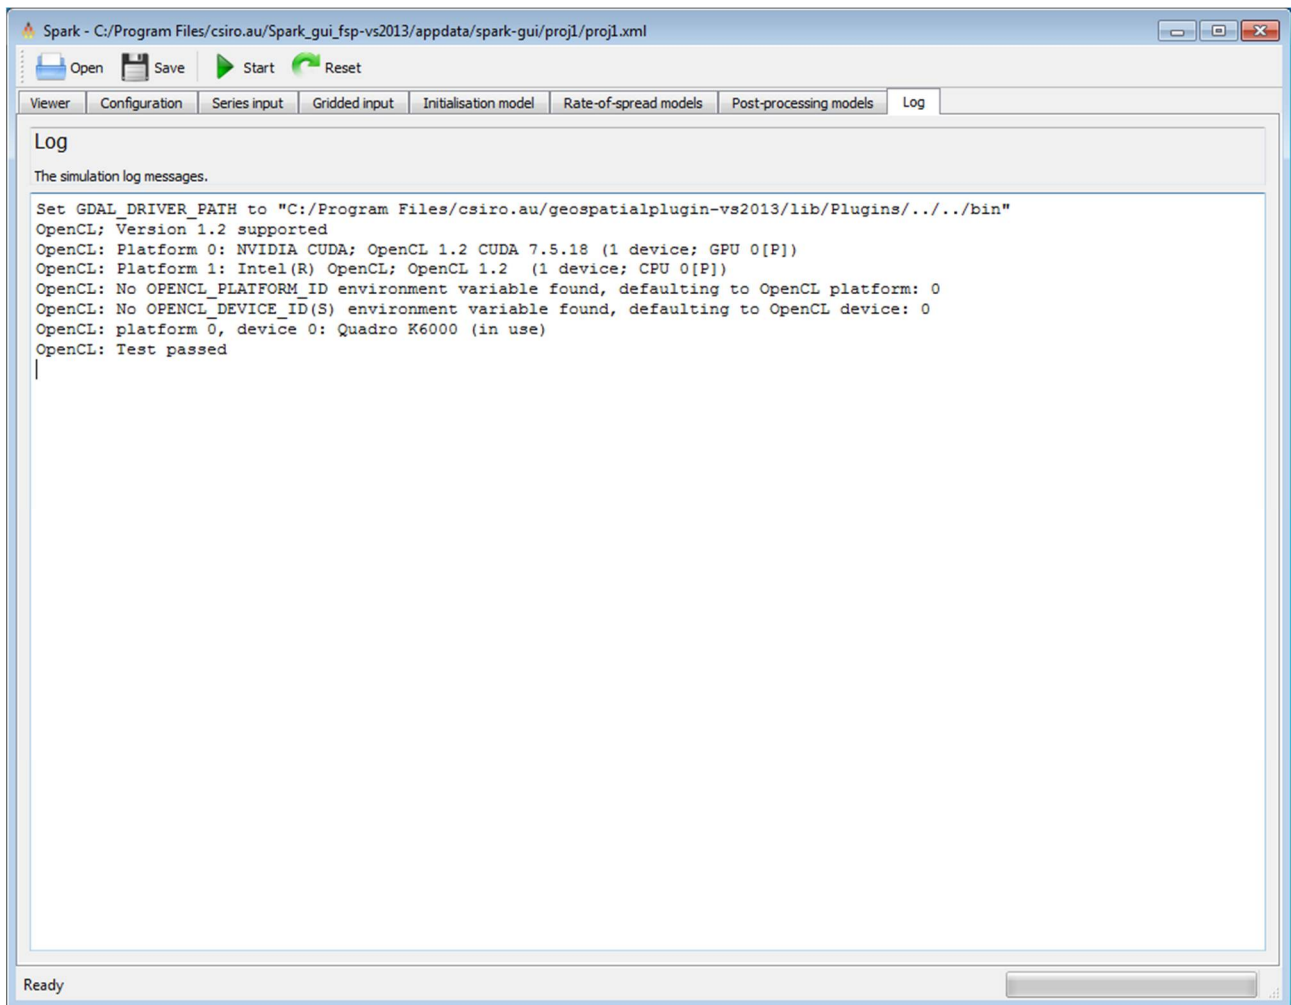 Spark - C:/Program Files/csiro.au/Spark_gui_fsp-vs2013/appdata/spark-gui/proj1/proj1.xml
Open Save Start Reset
Viewer Configuration Series input Gridded input Initialisation model Rate-of-spread models Post-processing models Log
Log
The simulation log messages.
Set GDAL_DRIVER_PATH to "C:/Program Files/csiro.au/geospatialplugin-vs2013/lib/Plugins/../../bin"
OpenCL; Version 1.2 supported
OpenCL: Platform 0: NVIDIA CUDA; OpenCL 1.2 CUDA 7.5.18 (1 device; GPU 0[P])
OpenCL: Platform 1: Intel(R) OpenCL; OpenCL 1.2  (1 device; CPU 0[P])
OpenCL: No OPENCL_PLATFORM_ID environment variable found, defaulting to OpenCL platform: 0
OpenCL: No OPENCL_DEVICE_ID(S) environment variable found, defaulting to OpenCL device: 0
OpenCL: platform 0, device 0: Quadro K6000 (in use)
OpenCL: Test passed
Ready